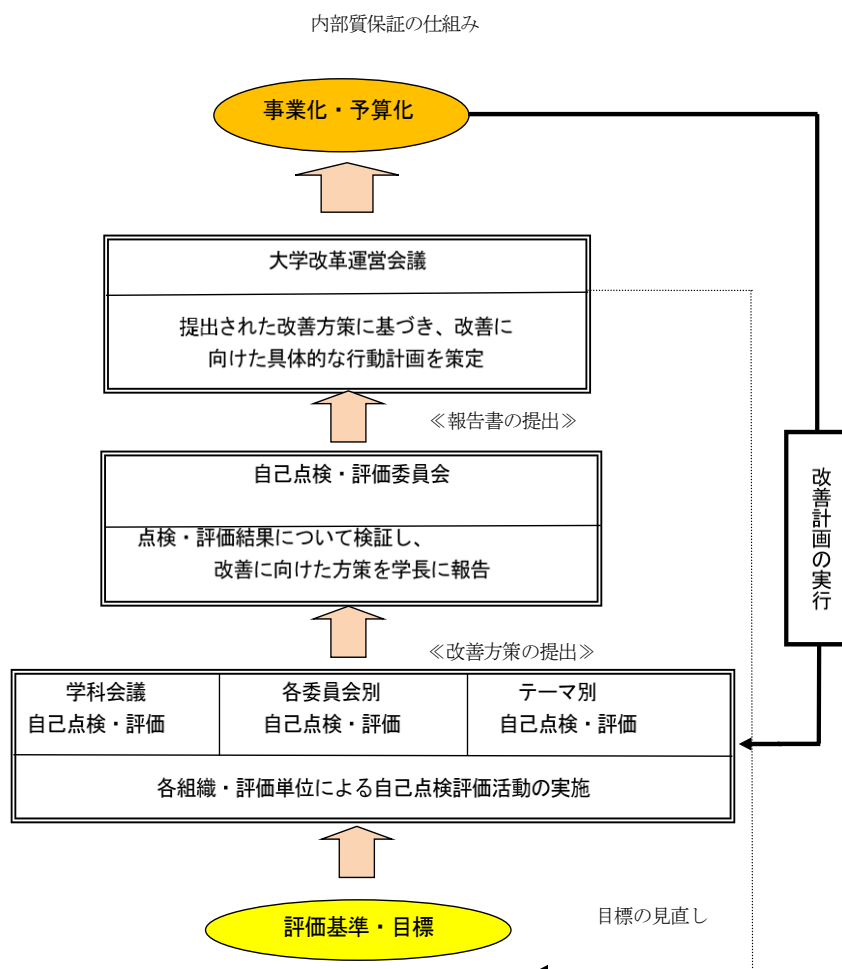 内部質保証の仕組み
事業化・予算化
大学改革運営会議
提出された改善方策に基づき、改善に
向けた具体的な行動計画を策定
≪報告書の提出≫
自己点検・評価委員会
点検・評価結果について検証し、
改善に向けた方策を学長に報告
改善計画の実行
≪改善方策の提出≫
学科会議
自己点検・評価
各委員会別
自己点検・評価
テーマ別
自己点検・評価
各組織・評価単位による自己点検評価活動の実施
目標の見直し
評価基準・目標